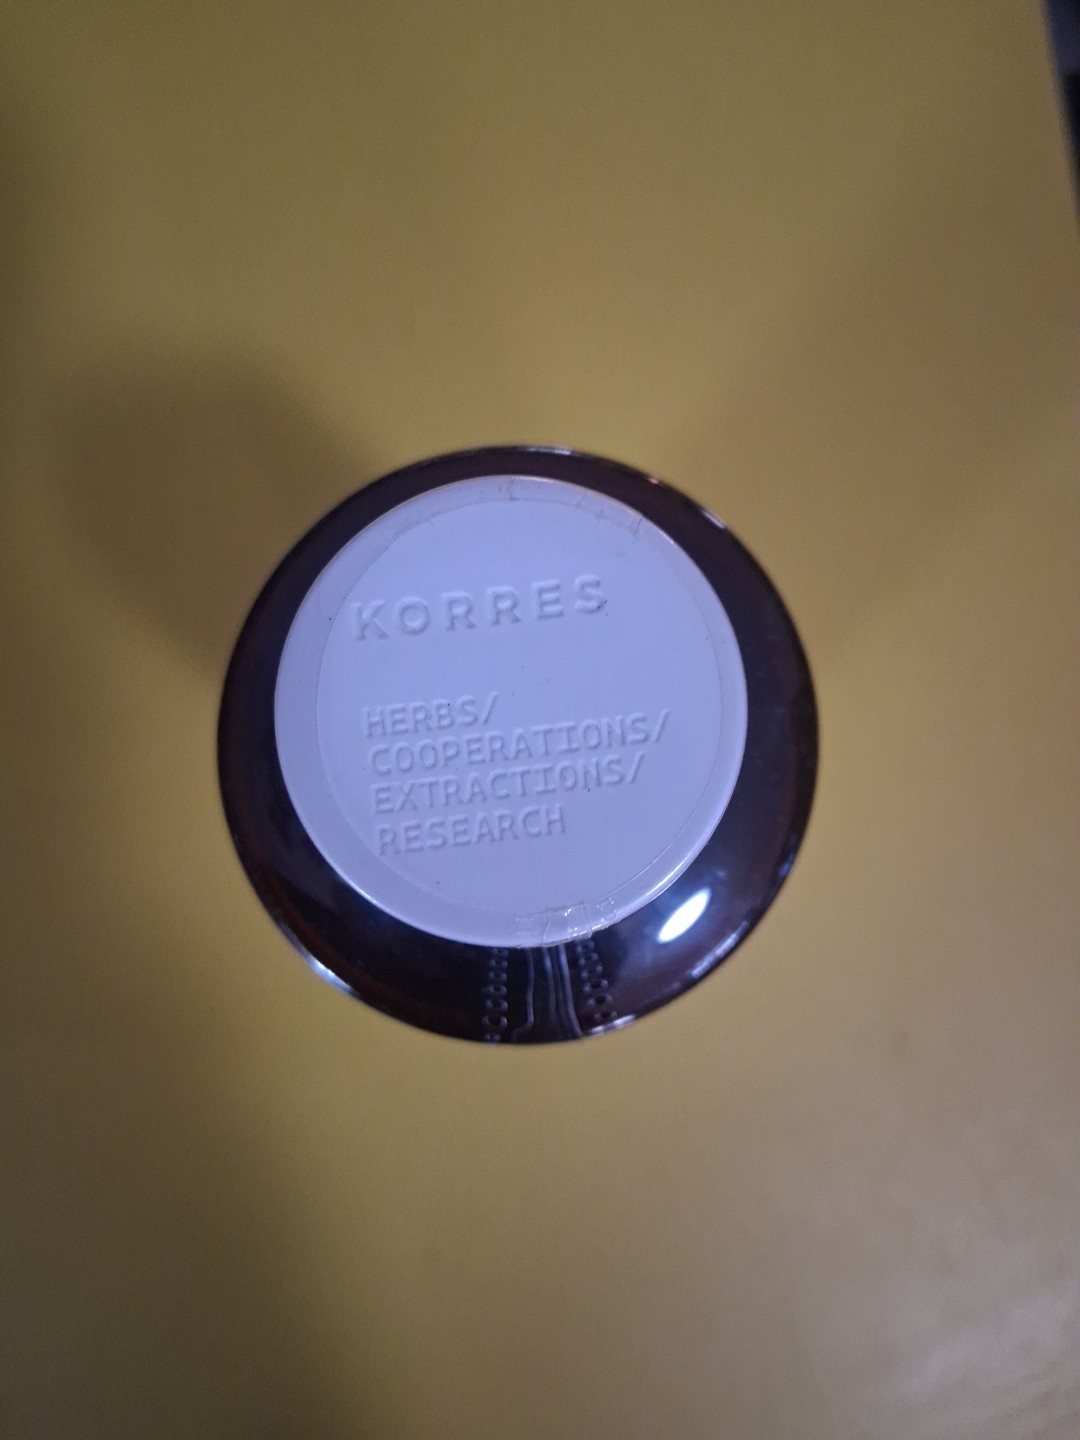 KORRES
HERBS/
COOPERATIONS/
EXTRACTIONS/
RESEARCH